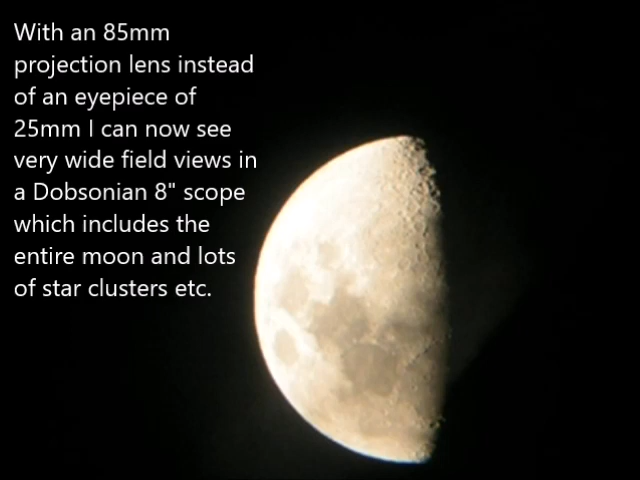 With an 85mm
projection lens instead
of an eyepiece of
25mm I can now see
very wide field views in
a Dobsonian 8" scope
which includes the
entire moon and lots
of star clusters etc.